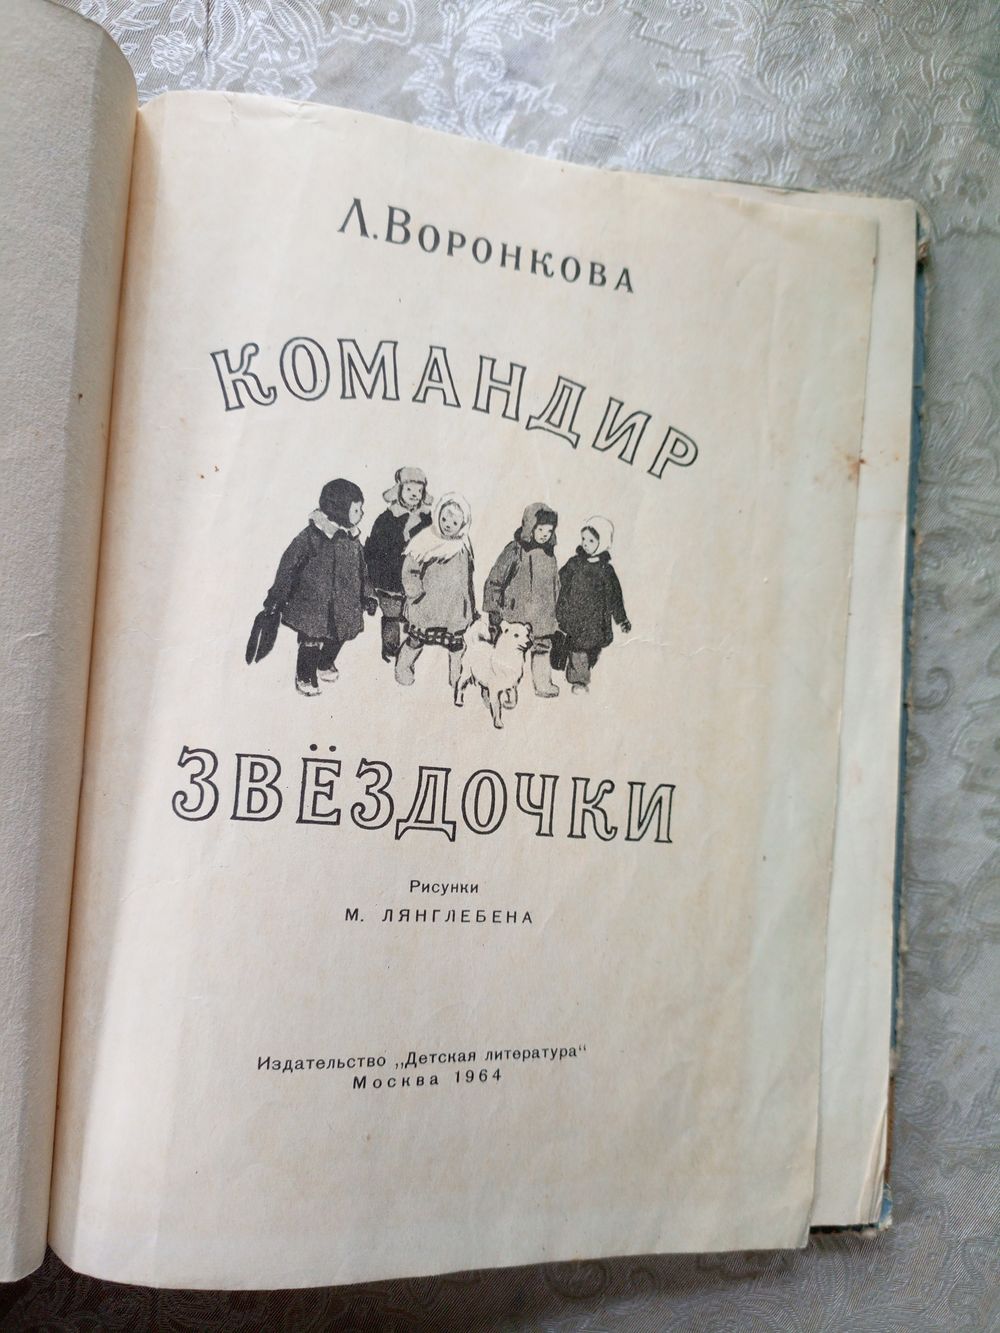 Л. Воронкова
КОМАНДИР
ЗВЁЗДОЧКИ
Рисунки
М. ЛЯНГЛЕБЕНА
Издательство „Детская литература“
Москва 1964